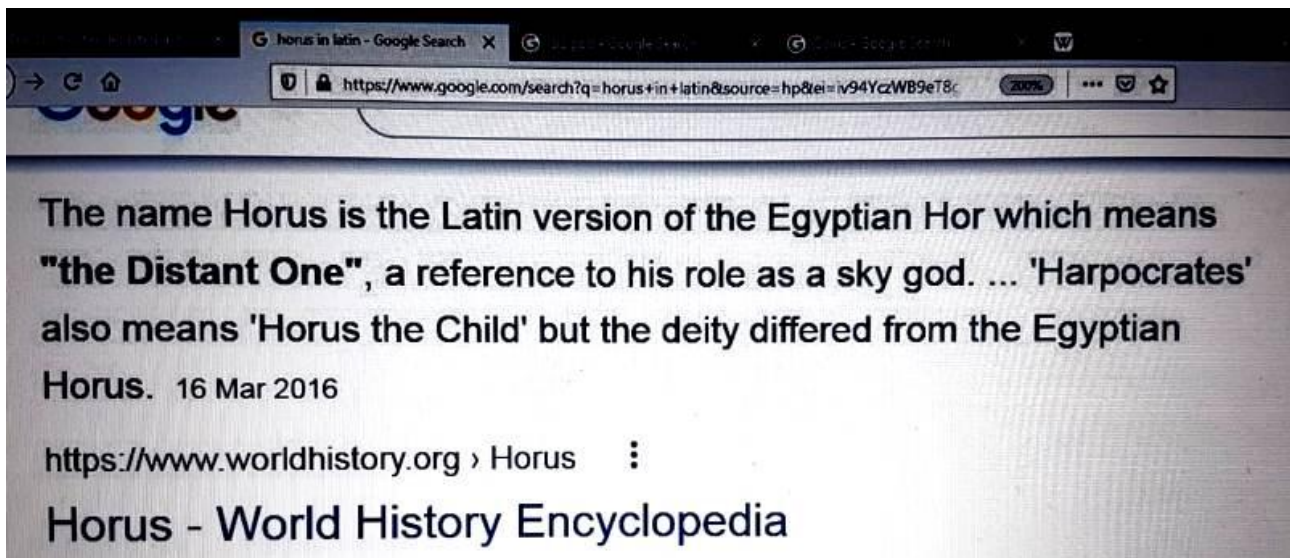 G horus in latin - Google Search X
https://www.google.com/search?q=horus+in+latin&source=hp&ei=iv94YczWB9eT8c 200%
Google
The name Horus is the Latin version of the Egyptian Hor which means
"the Distant One", a reference to his role as a sky god. ... 'Harpocrates'
also means 'Horus the Child' but the deity differed from the Egyptian
Horus. 16 Mar 2016
https://www.worldhistory.org › Horus
Horus - World History Encyclopedia